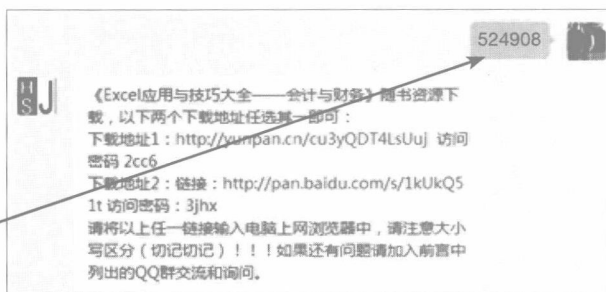 524908
HS J
《Excel应用与技巧大全——会计与财务》随书资源下
载，以下两个下载地址任选其一即可：
下载地址1：http://yunpan.cn/cu3yQDT4LsUuj 访问
密码 2cc6
下载地址2：链接：http://pan.baidu.com/s/1kUkQ5
1t 访问密码：3jhx
请将以上任一链接输入电脑上网浏览器中，请注意大小
写区分（切记切记）！！！如果还有问题请加入前言中
列出的QQ群交流和询问。